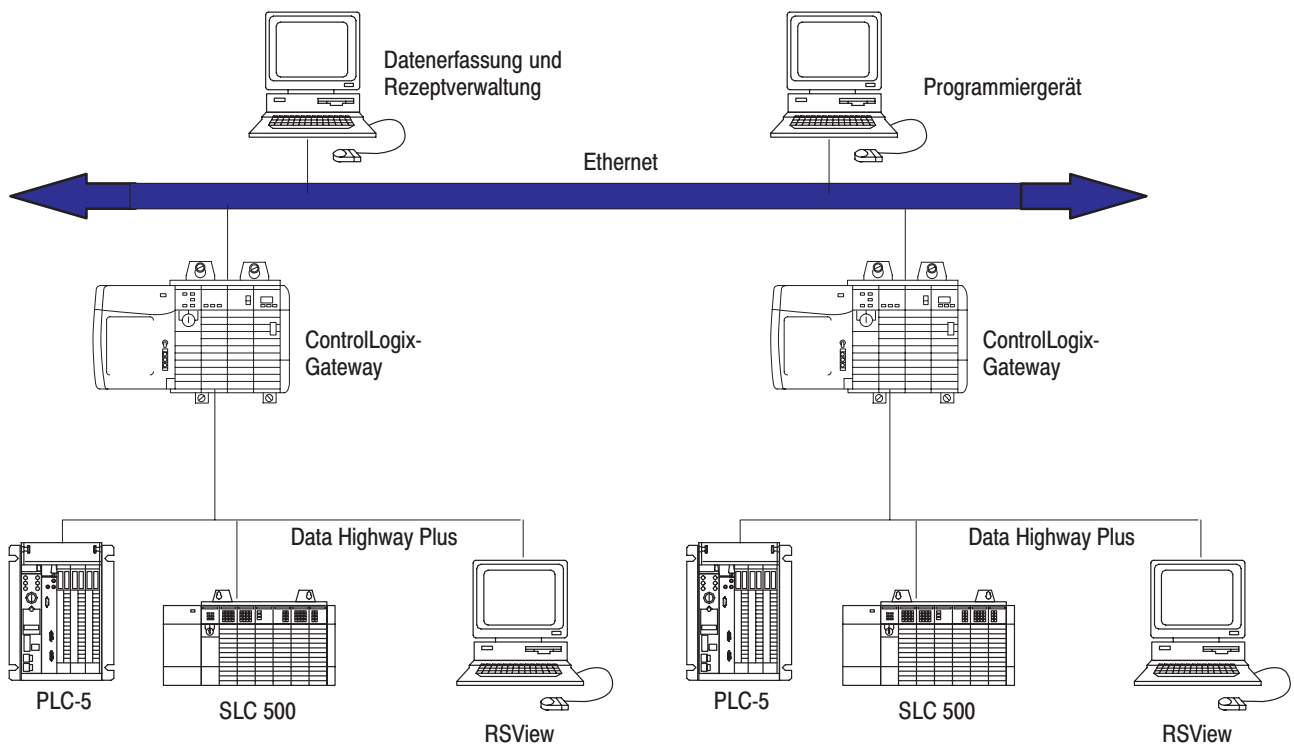 Datenerfassung und
Rezeptverwaltung
Programmiergerät
Ethernet
ControlLogix-
Gateway
ControlLogix-
Gateway
Data Highway Plus
Data Highway Plus
PLC-5
SLC 500
RSView
PLC-5
SLC 500
RSView